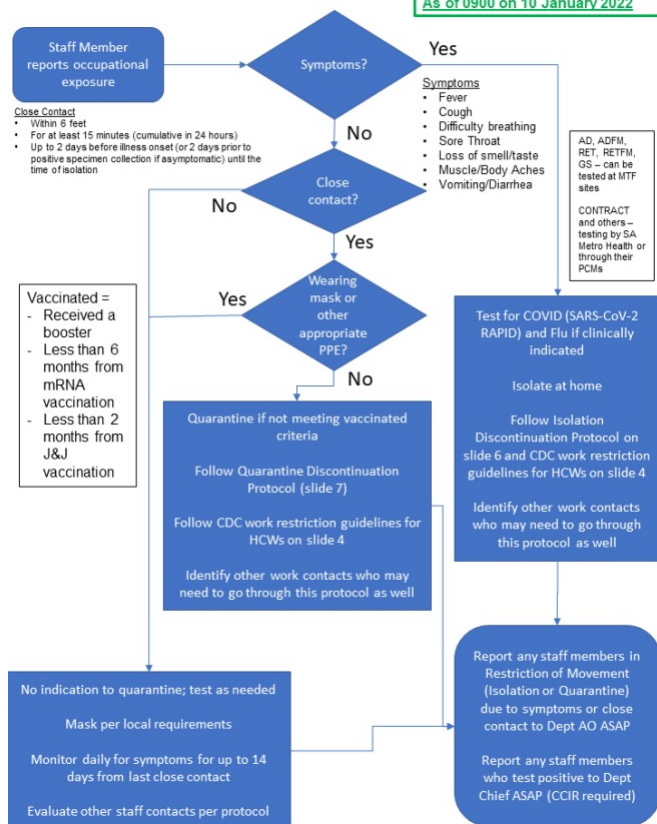 As of 0900 on 10 January 2022
Staff Member
reports occupational
exposure
Symptoms?
Yes
Close Contact
• Within 6 feet
• For at least 15 minutes (cumulative in 24 hours)
• Up to 2 days before illness onset (or 2 days prior to
positive specimen collection if asymptomatic) until the
time of isolation
Symptoms
• Fever
• Cough
• Difficulty breathing
• Sore Throat
• Loss of smell/taste
• Muscle/Body Aches
• Vomiting/Diarrhea
No
AD, ADFM,
RET, RETFM,
GS – can be
tested at MTF
sites
CONTRACT
and others –
testing by SA
Metro Health or
through their
PCMs
Close
contact?
No
Yes
Wearing
mask or
other
appropriate
PPE?
Yes
No
Vaccinated =
- Received a
booster
- Less than 6
months from
mRNA
vaccination
- Less than 2
months from
J&J
vaccination
Test for COVID (SARS-CoV-2
RAPID) and Flu if clinically
indicated
Isolate at home
Follow Isolation
Discontinuation Protocol on
slide 6 and CDC work restriction
guidelines for HCWs on slide 4
Identify other work contacts
who may need to go through
this protocol as well
Quarantine if not meeting vaccinated
criteria
Follow Quarantine Discontinuation
Protocol (slide 7)
Follow CDC work restriction guidelines for
HCWs on slide 4
Identify other work contacts who may
need to go through this protocol as well
No indication to quarantine; test as needed
Mask per local requirements
Monitor daily for symptoms for up to 14
days from last close contact
Evaluate other staff contacts per protocol
Report any staff members in
Restriction of Movement
(Isolation or Quarantine)
due to symptoms or close
contact to Dept AO ASAP
Report any staff members
who test positive to Dept
Chief ASAP (CCIR required)